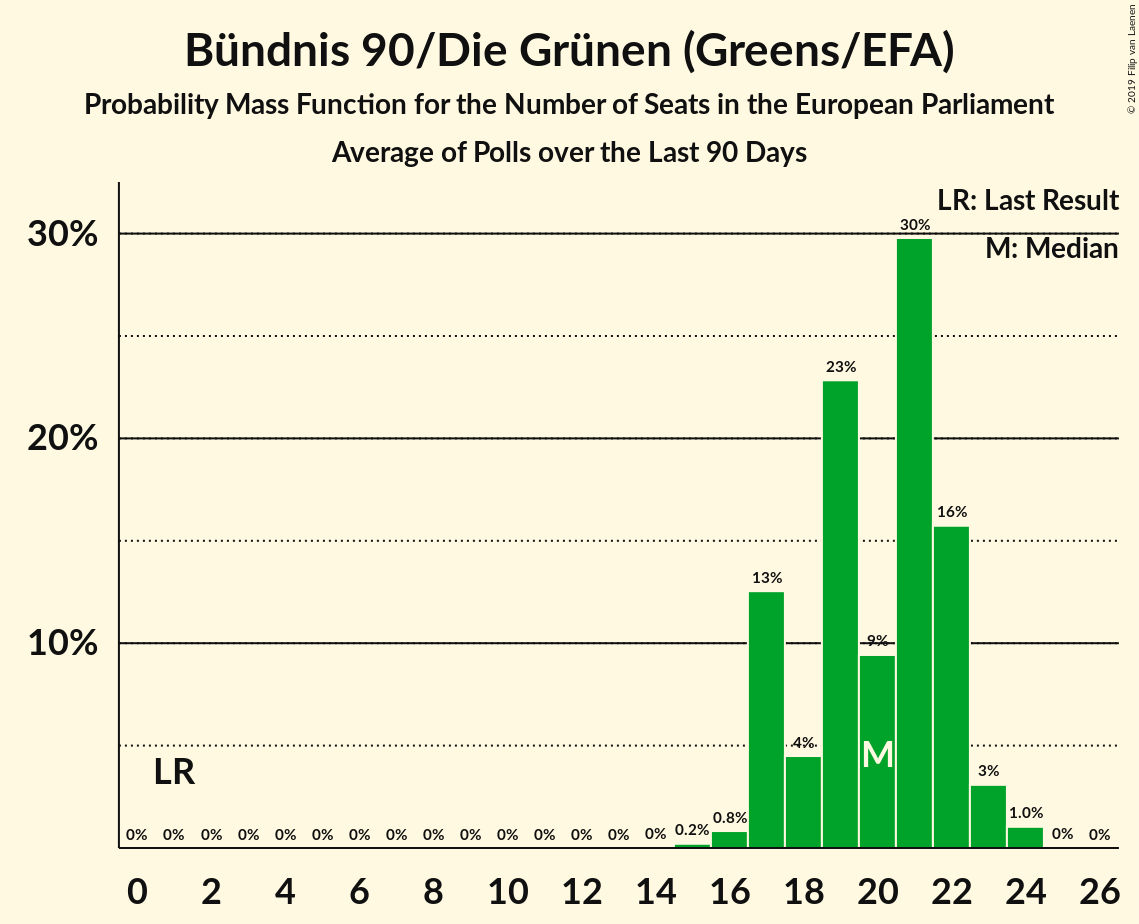 Bündnis 90/Die Grünen (Greens/EFA)
Probability Mass Function for the Number of Seats in the European Parliament
Average of Polls over the Last 90 Days
© 2019 Filip van Laenen
LR: Last Result
M: Median
30%
20%
10%
LR
M
0% 0% 0% 0% 0% 0% 0% 0% 0% 0% 0% 0% 0% 0% 0% 0.2% 0.8% 13% 4% 23% 9% 30% 16% 3% 1.0% 0% 0%
0 2 4 6 8 10 12 14 16 18 20 22 24 26